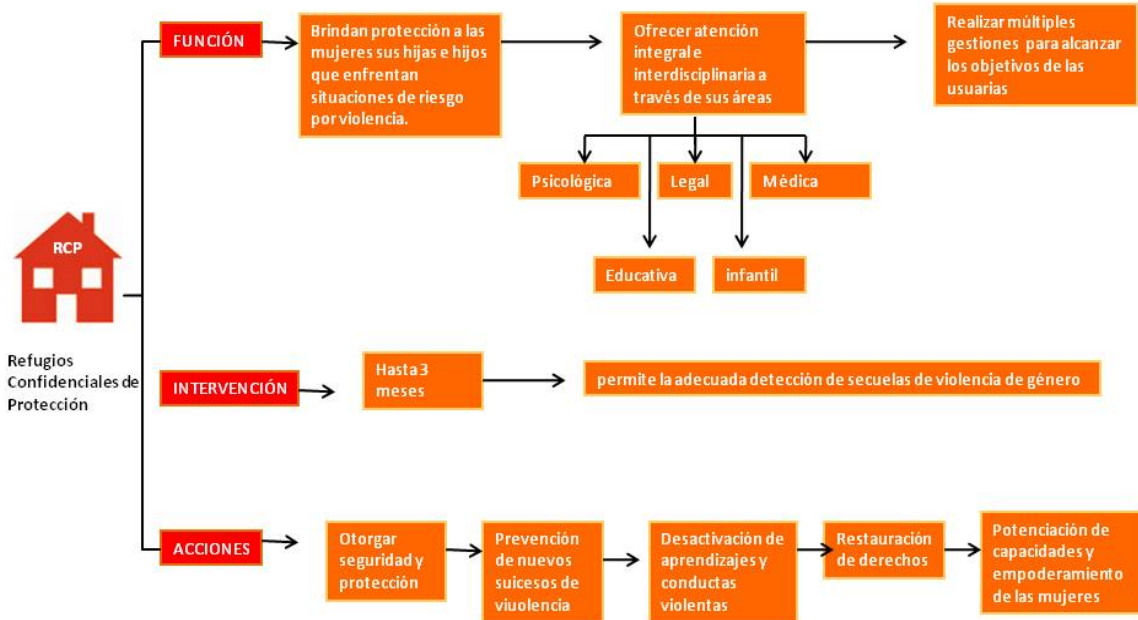 FUNCIÓN
Brindan protección a las
mujeres sus hijas e hijos
que enfrentan
situaciones de riesgo
por violencia.
Ofrecer atención
integral e
interdisciplinaria a
través de sus áreas
Realizar múltiples
gestiones para alcanzar
los objetivos de las
usuarias
Psicológica
Legal
Médica
Educativa
infantil
RCP
Refugios
Confidenciales de
Protección
INTERVENCIÓN
Hasta 3
meses
permite la adecuada detección de secuelas de violencia de género
ACCIONES
Otorgar
seguridad y
protección
Prevención
de nuevos
suicesos de
viuolencia
Desactivación de
aprendizajes y
conductas
violentas
Restauración
de derechos
Potenciación de
capacidades y
empoderamiento
de las mujeres